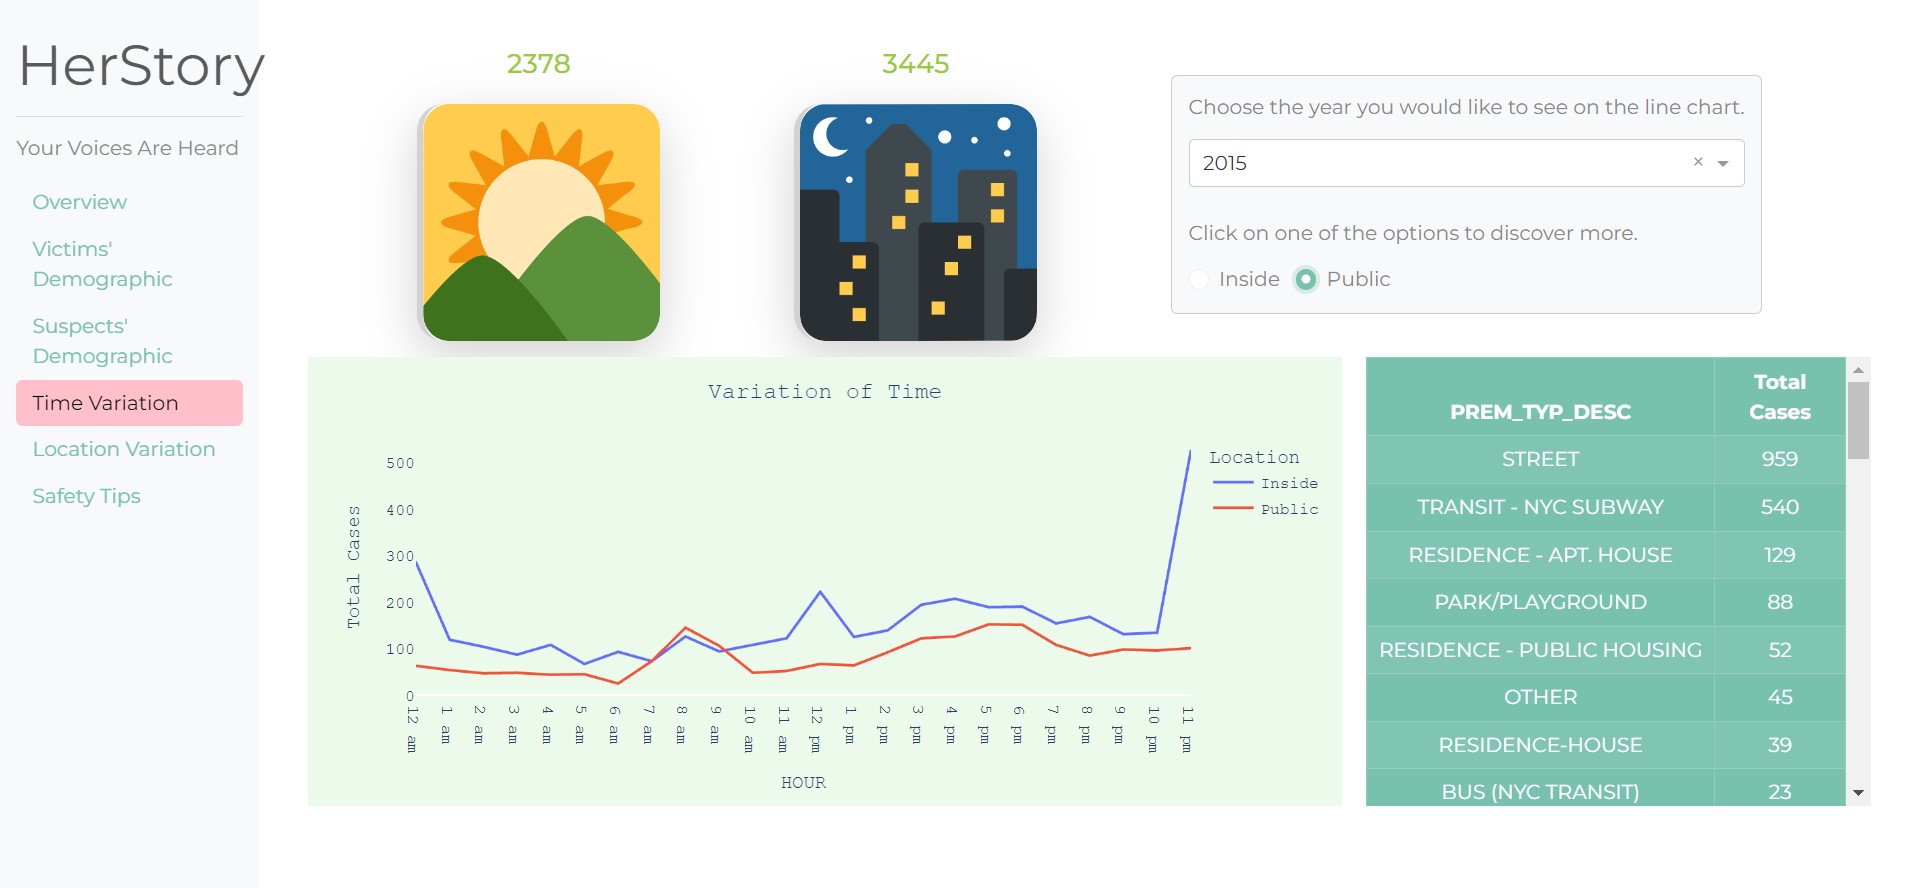 HerStory
Your Voices Are Heard
Overview
Victims'
Demographic
Suspects'
Demographic
Time Variation
Location Variation
Safety Tips
2378
3445
Choose the year you would like to see on the line chart.
2015
×
Click on one of the options to discover more.
Inside Public
Variation of Time
Total Cases
500
400
300
200
100
0
12 am
1 am
2 am
3 am
4 am
5 am
6 am
7 am
8 am
9 am
10 am
11 am
12 pm
1 pm
2 pm
3 pm
4 pm
5 pm
6 pm
7 pm
8 pm
9 pm
10 pm
11 pm
HOUR
Location
Inside
Public
Total
PREM_TYP_DESC Cases
STREET 959
TRANSIT - NYC SUBWAY 540
RESIDENCE - APT. HOUSE 129
PARK/PLAYGROUND 88
RESIDENCE - PUBLIC HOUSING 52
OTHER 45
RESIDENCE-HOUSE 39
BUS (NYC TRANSIT) 23